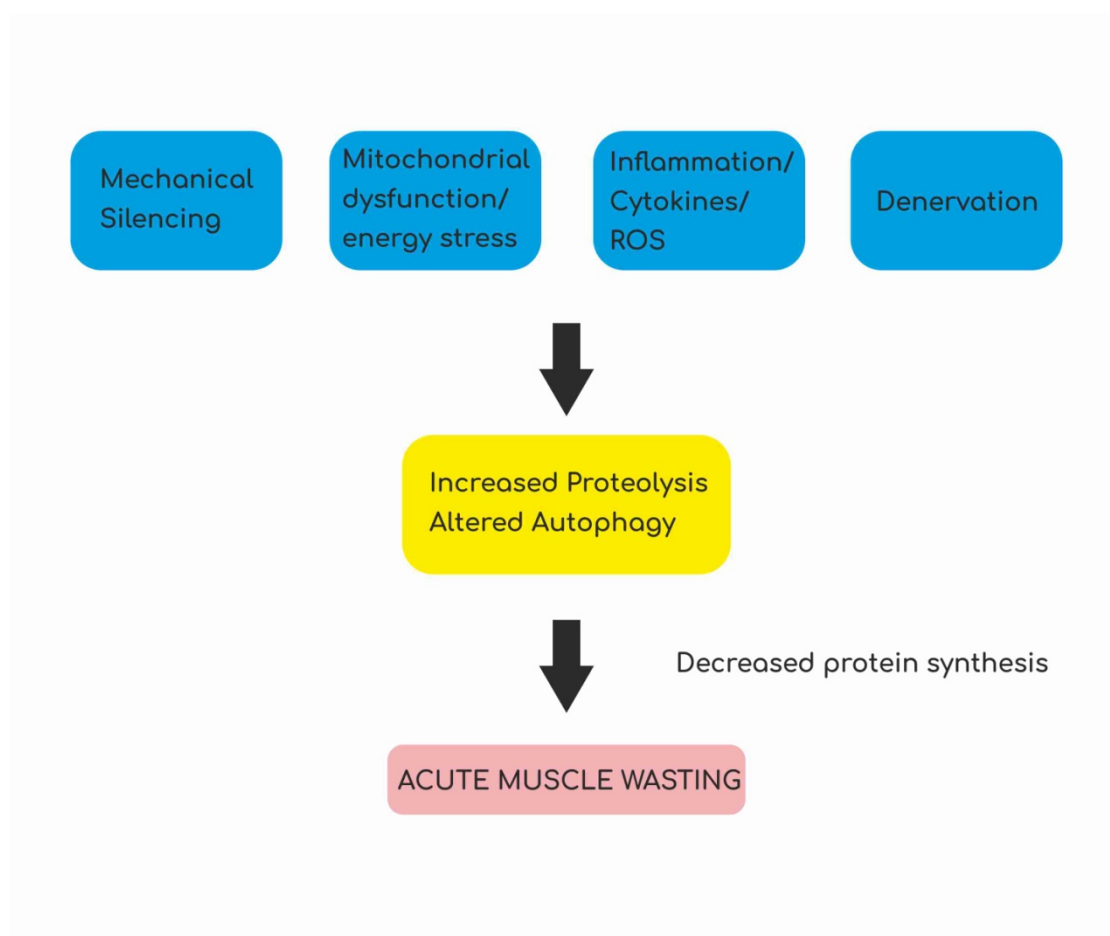 Mechanical
Silencing
Mitochondrial
dysfunction/
energy stress
Inflammation/
Cytokines/
ROS
Denervation
Increased Proteolysis
Altered Autophagy
Decreased protein synthesis
ACUTE MUSCLE WASTING